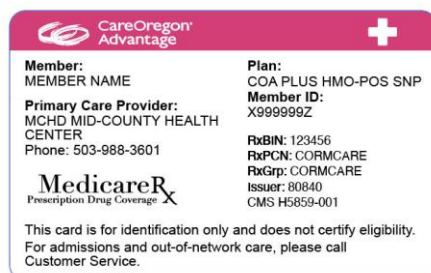 CareOregon®
Advantage
Member:
MEMBER NAME
Primary Care Provider:
MCHD MID-COUNTY HEALTH
CENTER
Phone: 503-988-3601
MedicareRx
Prescription Drug Coverage
Plan:
COA PLUS HMO-POS SNP
Member ID:
X999999Z
RxBIN: 123456
RxPCN: CORMCARE
RxGrp: CORMCARE
Issuer: 80840
CMS H5859-001
This card is for identification only and does not certify eligibility.
For admissions and out-of-network care, please call
Customer Service.